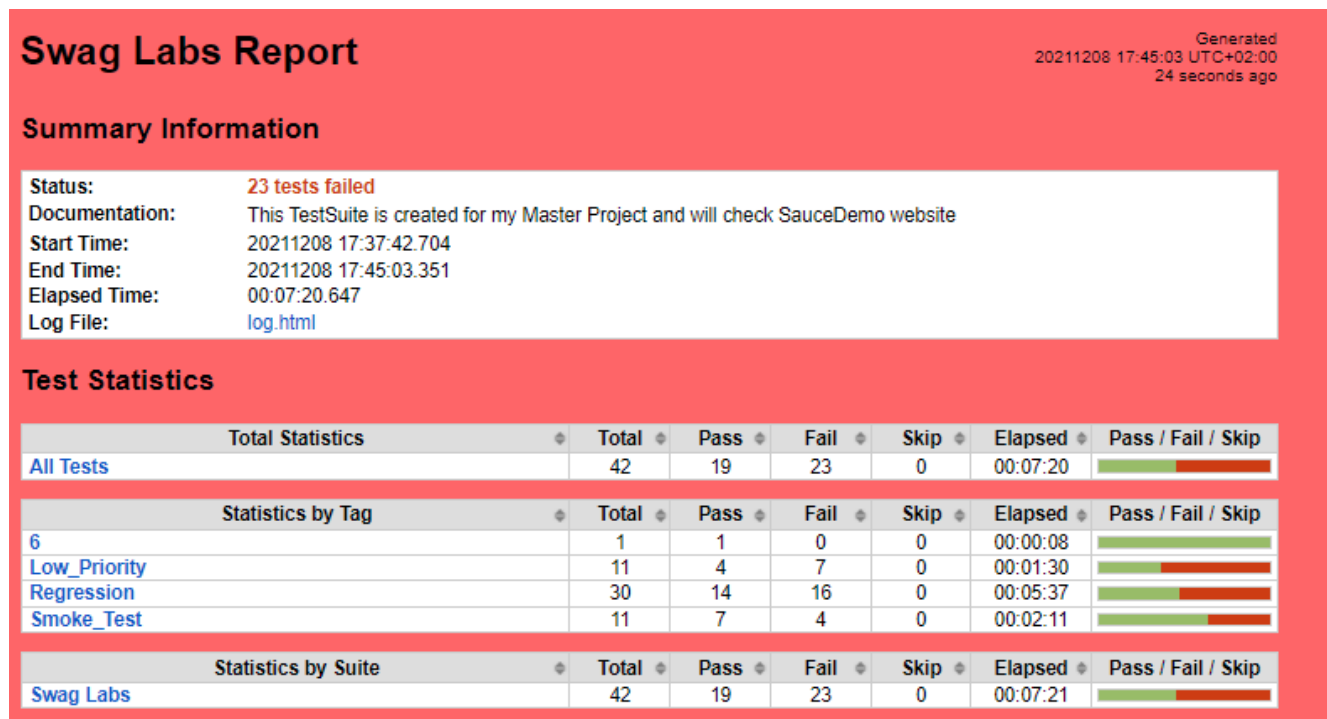 Swag Labs Report
Generated
20211208 17:45:03 UTC+02:00
24 seconds ago
Summary Information
Status: 23 tests failed
Documentation: This TestSuite is created for my Master Project and will check SauceDemo website
Start Time: 20211208 17:37:42.704
End Time: 20211208 17:45:03.351
Elapsed Time: 00:07:20.647
Log File: log.html
Test Statistics
Total Statistics Total Pass Fail Skip Elapsed Pass / Fail / Skip
All Tests 42 19 23 0 00:07:20
Statistics by Tag Total Pass Fail Skip Elapsed Pass / Fail / Skip
6 1 1 0 0 00:00:08
Low_Priority 11 4 7 0 00:01:30
Regression 30 14 16 0 00:05:37
Smoke_Test 11 7 4 0 00:02:11
Statistics by Suite Total Pass Fail Skip Elapsed Pass / Fail / Skip
Swag Labs 42 19 23 0 00:07:21